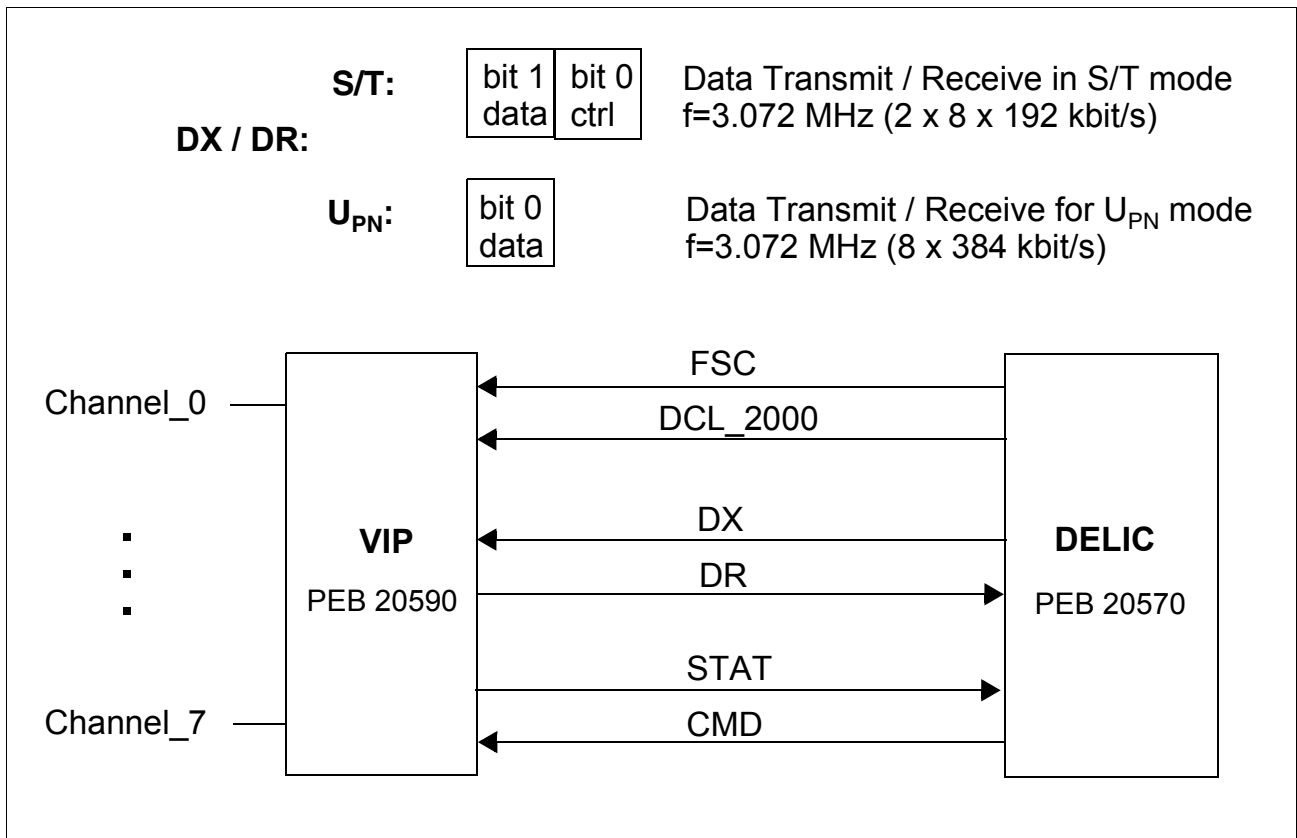 S/T:
bit 1 bit 0
data ctrl
Data Transmit / Receive in S/T mode
f=3.072 MHz (2 x 8 x 192 kbit/s)
DX / DR:
UPN:
bit 0
data
Data Transmit / Receive for UPN mode
f=3.072 MHz (8 x 384 kbit/s)
FSC
Channel_0
DCL_2000
DX
VIP
DELIC
DR
PEB 20590
PEB 20570
STAT
Channel_7
CMD